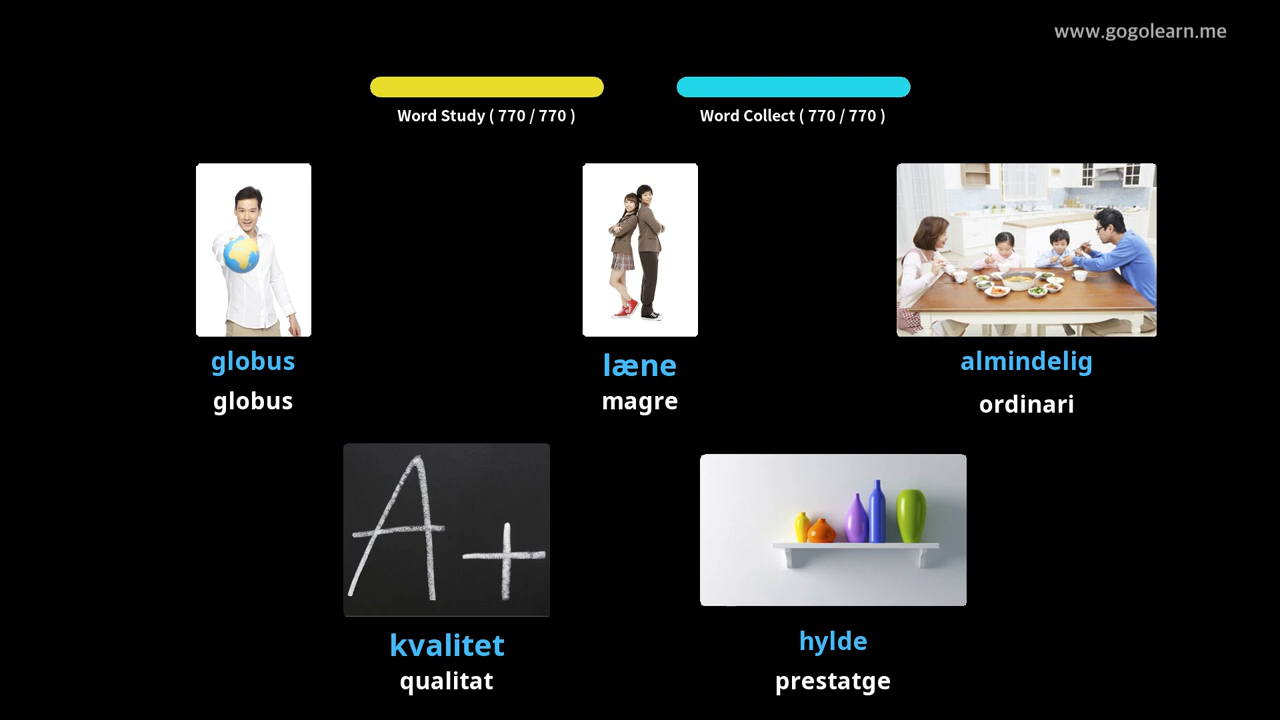 www.gogolearn.me
Word Study ( 770 / 770 )
Word Collect ( 770 / 770 )
globus
globus
læne
magre
almindelig
ordinari
A+
kvalitet
qualitat
hylde
prestatge